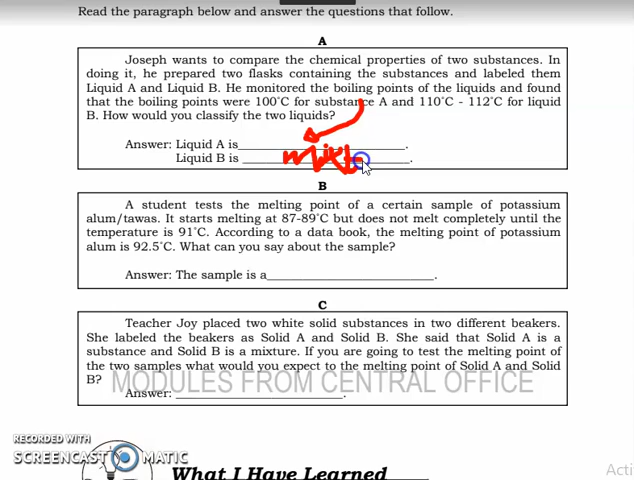 Read the paragraph below and answer the questions that follow.
A
Joseph wants to compare the chemical properties of two substances. In
doing it, he prepared two flasks containing the substances and labeled them
Liquid A and Liquid B. He monitored the boiling points of the liquids and found
that the boiling points were 100°C for substance A and 110°C - 112°C for liquid
B. How would you classify the two liquids?
Answer: Liquid A is____________________.
Liquid B is ____________________.
mixt
B
A student tests the melting point of a certain sample of potassium
alum/tawas. It starts melting at 87-89°C but does not melt completely until the
temperature is 91°C. According to a data book, the melting point of potassium
alum is 92.5°C. What can you say about the sample?
Answer: The sample is a____________________.
C
Teacher Joy placed two white solid substances in two different beakers.
She labeled the beakers as Solid A and Solid B. She said that Solid A is a
substance and Solid B is a mixture. If you are going to test the melting point of
the two samples what would you expect to the melting point of Solid A and Solid
B?
MODULES FROM CENTRAL OFFICE
Answer: ____________________.
RECORDED WITH
SCREENCAST MATIC
What I Have Learned
Acti